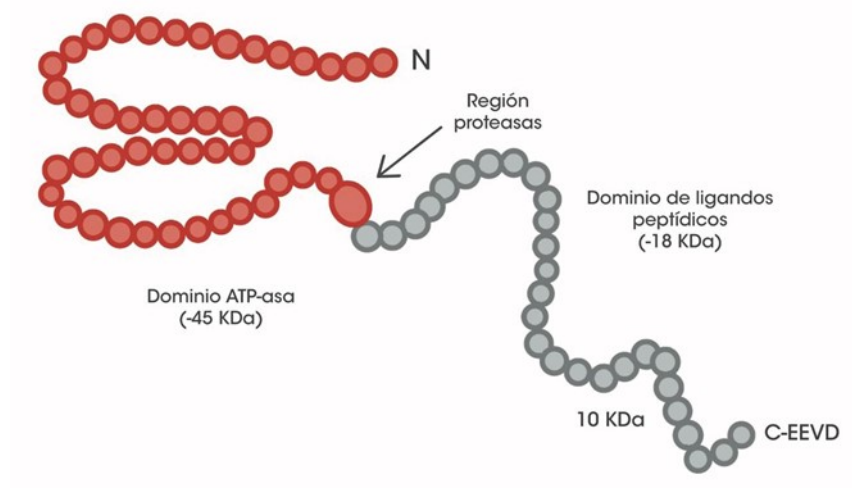 N
Región
proteasas
Dominio de ligandos
peptídicos
(-18 KDa)
Dominio ATP-asa
(-45 KDa)
10 KDa
C-EEVD